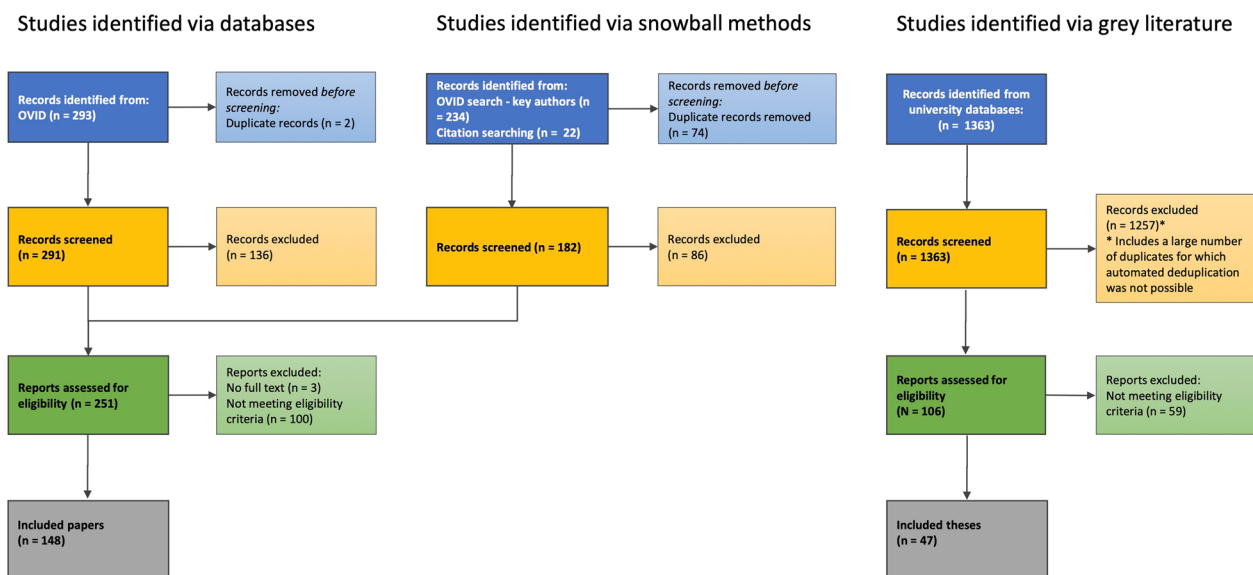 Studies identified via databases
Studies identified via snowball methods
Studies identified via grey literature
Records identified from:
OVID (n = 293)
Records removed before
screening:
Duplicate records (n = 2)
Records identified from:
OVID search - key authors (n
= 234)
Citation searching (n =  22)
Records removed before
screening:
Duplicate records removed
(n = 74)
Records identified from
university databases:
(n =  1363)
Records screened
(n = 291)
Records excluded
(n = 136)
Records screened (n = 182)
Records excluded
(n = 86)
Records screened
(n = 1363)
Records excluded
(n = 1257)*
* Includes a large number
of duplicates for which
automated deduplication
was not possible
Reports assessed for
eligibility (n = 251)
Reports excluded:
No full text (n = 3)
Not meeting eligibility
criteria (n = 100)
Reports assessed for
eligibility
(N = 106)
Reports excluded:
Not meeting eligibility
criteria (n = 59)
Included papers
(n = 148)
Included theses
(n = 47)